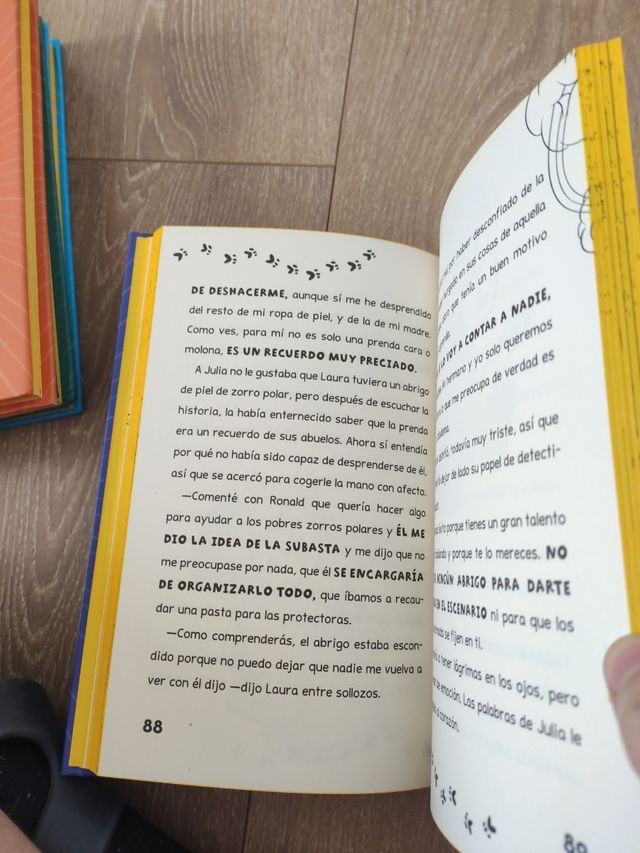 DE DESHACERME, aunque sí me he desprendido
del resto de mi ropa de piel, y de la de mi madre.
Como ves, para mí no es solo una prenda cara o
molona, ES UN RECUERDO MUY PRECIADO.
A Julia no le gustaba que Laura tuviera un abrigo
de piel de zorro polar, pero después de escuchar la
historia, la había enternecido saber que la prenda
era un recuerdo de sus abuelos. Ahora sí entendía
por qué no había sido capaz de desprenderse de él,
así que se acercó para cogerle la mano con afecto.
—Comenté con Ronald que quería hacer algo
para ayudar a los pobres zorros polares y ÉL ME
DIO LA IDEA DE LA SUBASTA y me dijo que no
me preocupase por nada, que él SE ENCARGARÍA
DE ORGANIZARLO TODO, que íbamos a recau-
dar una pasta para las protectoras.
—Como comprenderás, el abrigo estaba escon-
dido porque no puedo dejar que nadie me vuelva a
ver con él dijo —dijo Laura entre sollozos.
88
por haber desconfiado de la
en sus cosas de aquella
que tenía un buen motivo
LO VOY A CONTAR A NADIE,
hermano y yo solo queremos
que me preocupa de verdad es
todavía muy triste, así que
dejar de lado su papel de detecti-
porque tienes un gran talento
y porque te lo mereces. NO
NINGÚN ABRIGO PARA DARTE
EN EL ESCENARIO ni para que los
se fijen en ti.
a tener lágrimas en los ojos, pero
de emoción. Las palabras de Julia le
corazón.
89